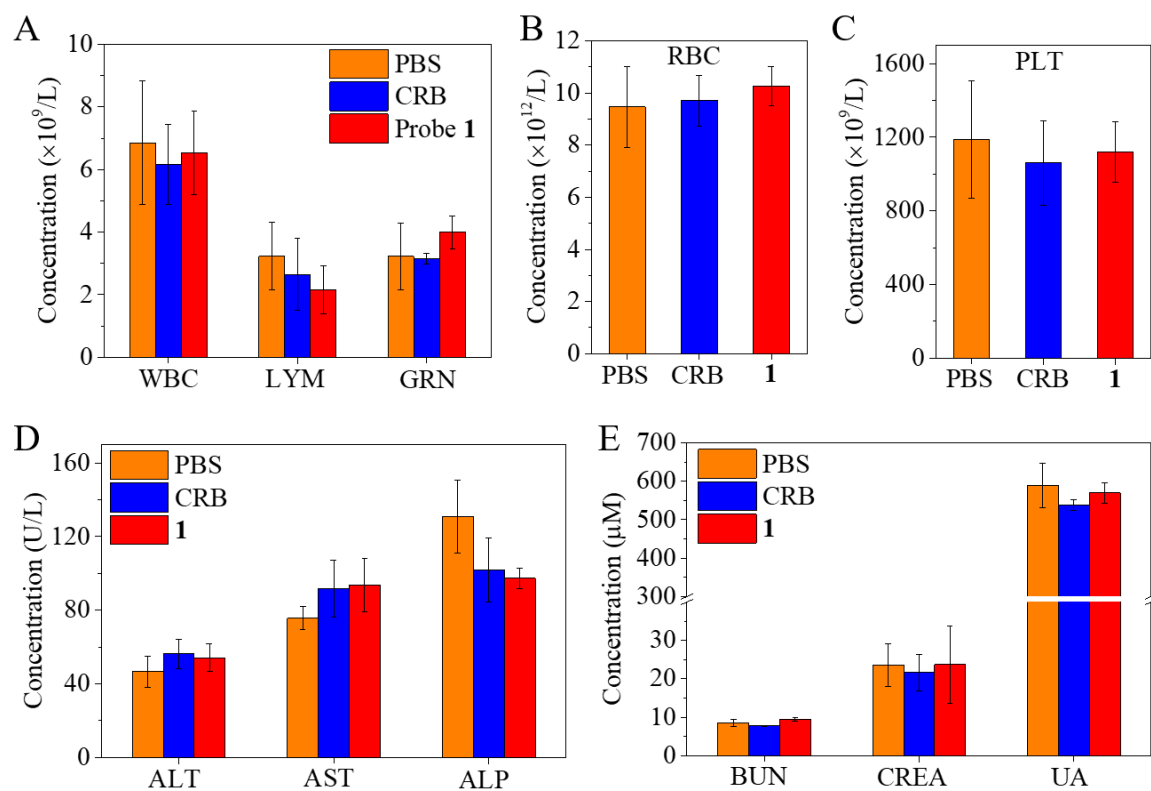 A
Concentration (×10⁹/L)
10
8
6
4
2
0
PBS
CRB
Probe 1
WBC LYM GRN
B
Concentration (×10¹²/L)
12
10
8
6
4
2
0
RBC
PBS CRB 1
C
Concentration (×10⁹/L)
1600
1200
800
400
0
PLT
PBS CRB 1
D
Concentration (U/L)
160
120
80
40
0
PBS
CRB
1
ALT AST ALP
E
Concentration (μM)
700
600
500
400
300
30
20
10
0
PBS
CRB
1
BUN CREA UA